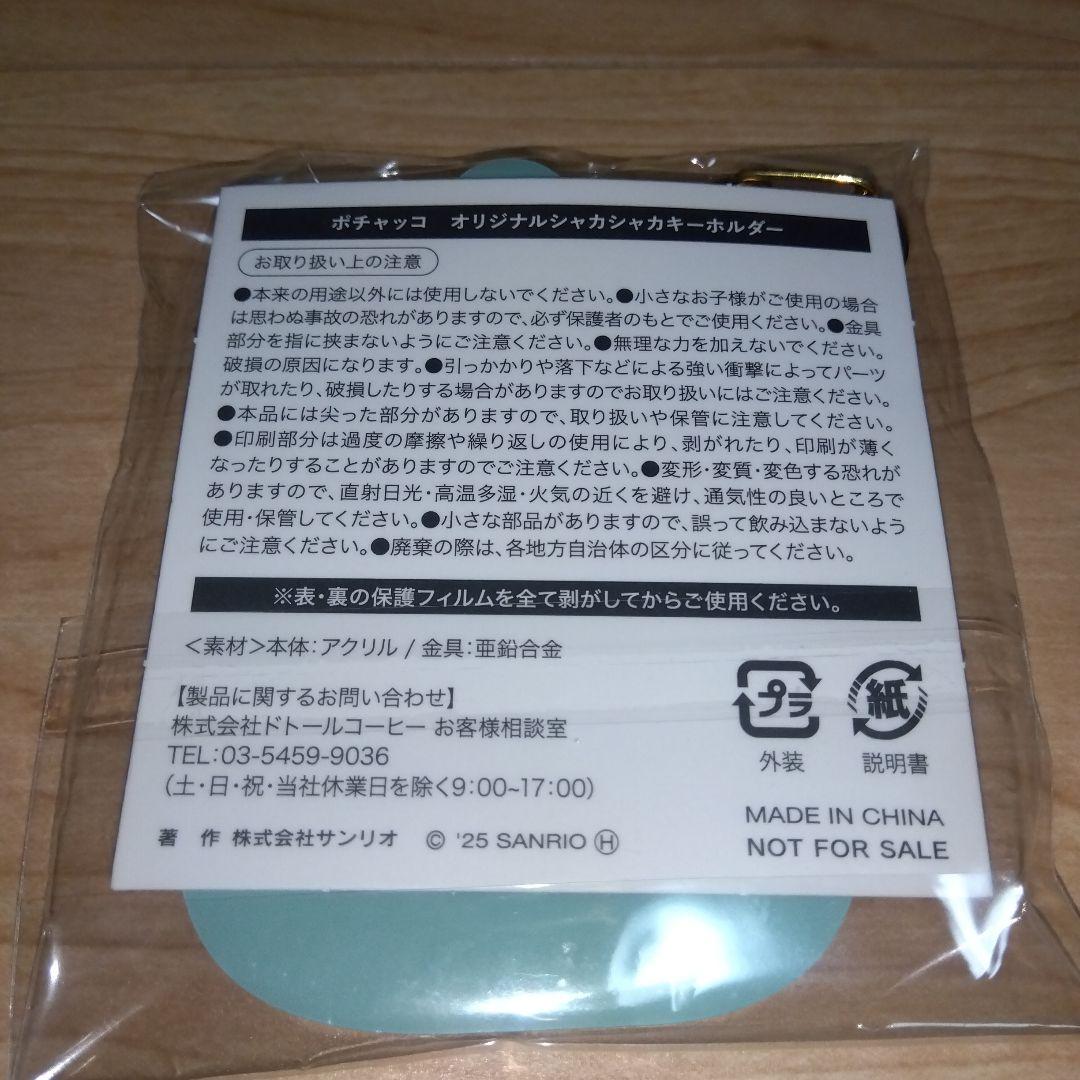 ポチャッコ　オリジナルシャカシャカキーホルダー
お取り扱い上の注意
●本来の用途以外には使用しないでください。●小さなお子様がご使用の場合
は思わぬ事故の恐れがありますので、必ず保護者のもとでご使用ください。●金具
部分を指に挟まないようにご注意ください。●無理な力を加えないでください。
破損の原因になります。●引っかかりや落下などによる強い衝撃によってパーツ
が取れたり、破損したりする場合がありますのでお取り扱いにはご注意ください。
●本品には尖った部分がありますので、取り扱いや保管に注意してください。
●印刷部分は過度の摩擦や繰り返しの使用により、剥がれたり、印刷が薄く
なったりすることがありますのでご注意ください。●変形・変質・変色する恐れが
ありますので、直射日光・高温多湿・火気の近くを避け、通気性の良いところで
使用・保管してください。●小さな部品がありますので、誤って飲み込まないよう
にご注意ください。●廃棄の際は、各地方自治体の区分に従ってください。
※表・裏の保護フィルムを全て剥がしてからご使用ください。
＜素材＞本体：アクリル / 金具：亜鉛合金
【製品に関するお問い合わせ】
株式会社ドトールコーヒー お客様相談室
TEL：03-5459-9036
（土・日・祝・当社休業日を除く9：00~17：00）
プラ
外装
紙
説明書
著　作 株式会社サンリオ　© '25 SANRIO Ⓗ
MADE IN CHINA
NOT FOR SALE